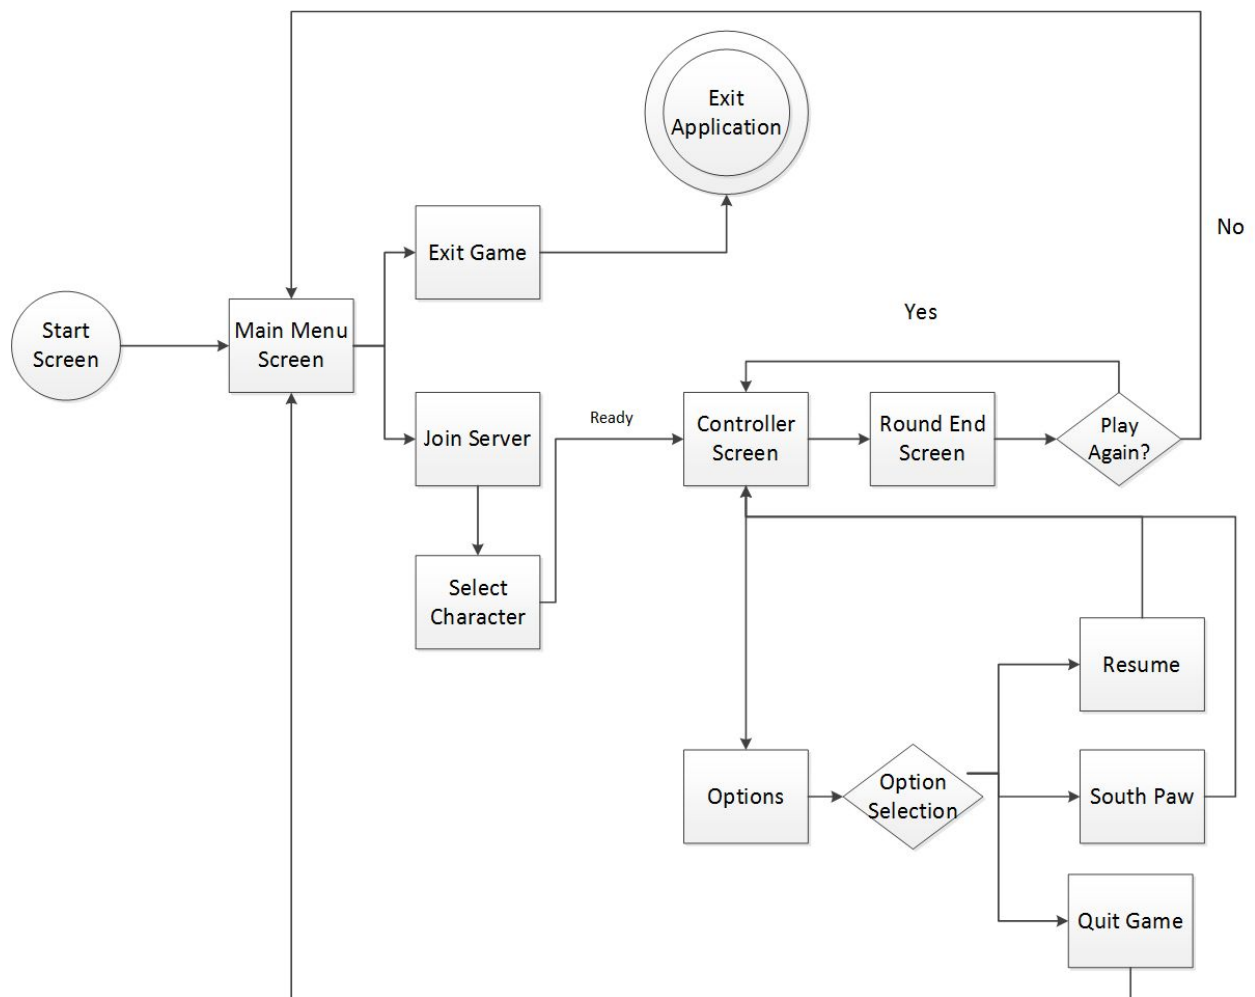 Exit
Application
No
Exit Game
Start
Screen
Main Menu
Screen
Yes
Join Server
Ready
Controller
Screen
Round End
Screen
Play
Again?
Select
Character
Resume
Options
Option
Selection
South Paw
Quit Game